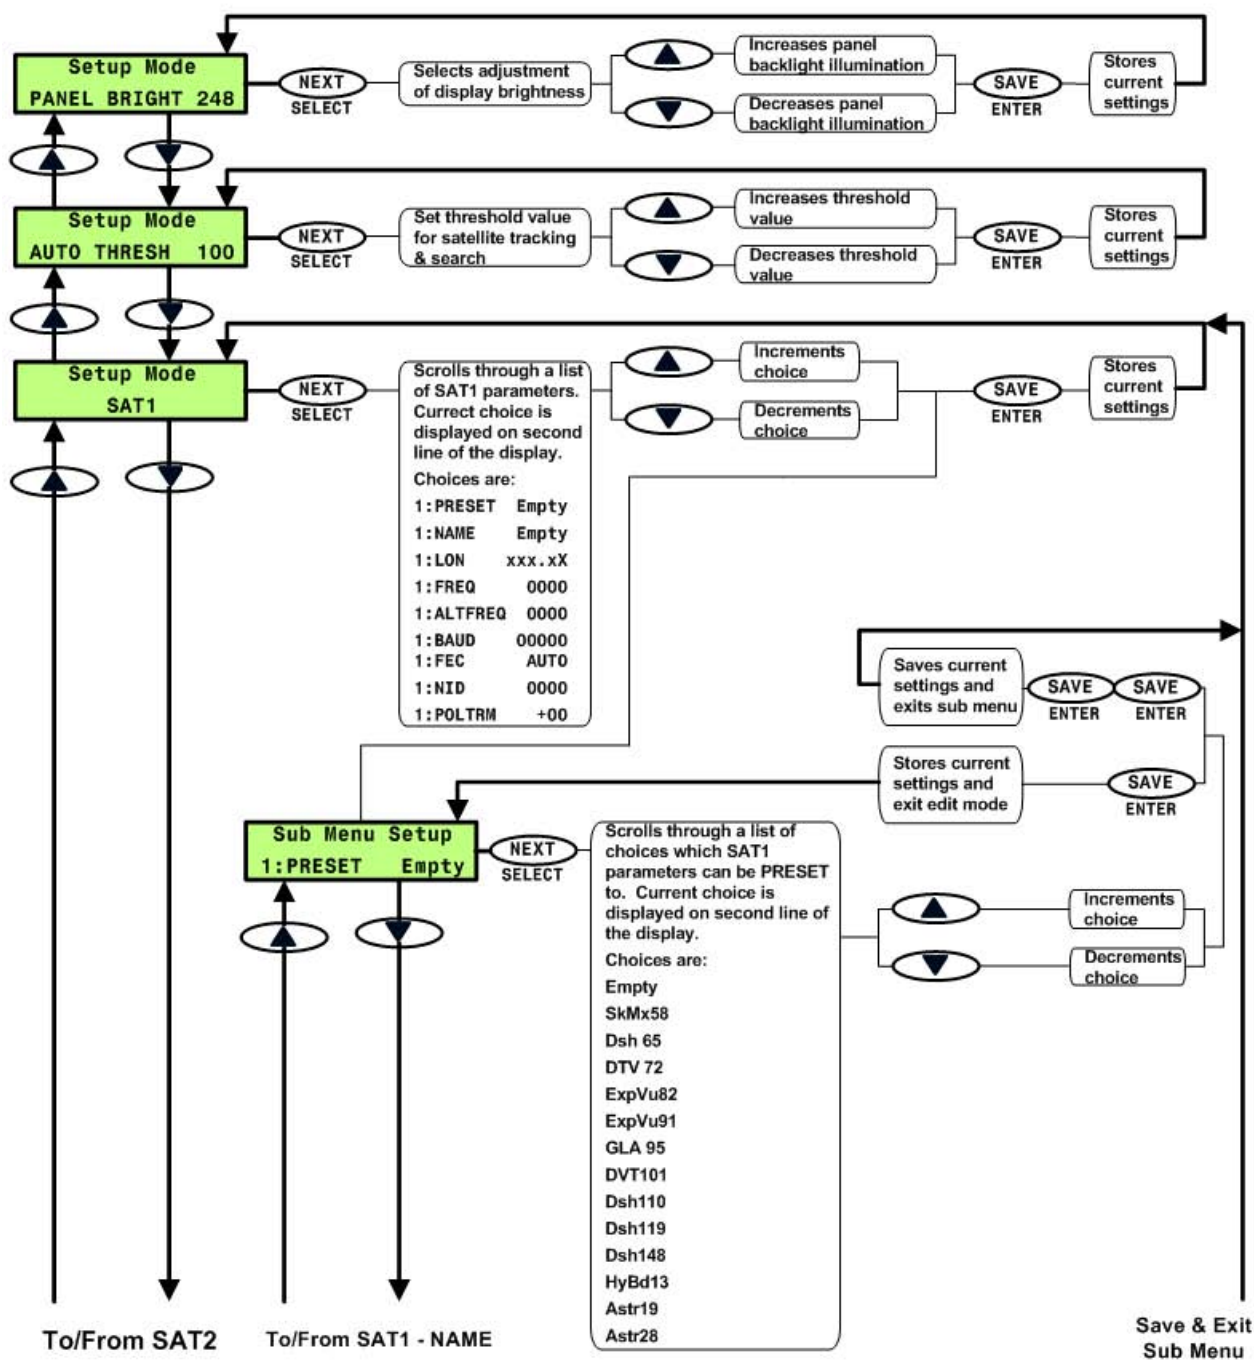 Setup Mode
PANEL BRIGHT 248
NEXT
SELECT
Selects adjustment
of display brightness
Increases panel
backlight illumination
Decreases panel
backlight illumination
SAVE
ENTER
Stores
current
settings
Setup Mode
AUTO THRESH 100
NEXT
SELECT
Set threshold value
for satellite tracking
& search
Increases threshold
value
Decreases threshold
value
SAVE
ENTER
Stores
current
settings
Setup Mode
SAT1
NEXT
SELECT
Scrolls through a list
of SAT1 parameters.
Currect choice is
displayed on second
line of the display.
Choices are:
1:PRESET Empty
1:NAME Empty
1:LON xxx.xX
1:FREQ 0000
1:ALTFREQ 0000
1:BAUD 00000
1:FEC AUTO
1:NID 0000
1:POLTRM +00
Increments
choice
Decrements
choice
SAVE
ENTER
Stores
current
settings
Saves current
settings and
exits sub menu
SAVE
ENTER
SAVE
ENTER
Stores current
settings and
exit edit mode
SAVE
ENTER
Sub Menu Setup
1:PRESET Empty
NEXT
SELECT
Scrolls through a list of
choices which SAT1
parameters can be PRESET
to. Current choice is
displayed on second line of
the display.
Choices are:
Empty
SkMx58
Dsh 65
DTV 72
ExpVu82
ExpVu91
GLA 95
DVT101
Dsh110
Dsh119
Dsh148
HyBd13
Astr19
Astr28
Increments
choice
Decrements
choice
To/From SAT2
To/From SAT1 - NAME
Save & Exit
Sub Menu